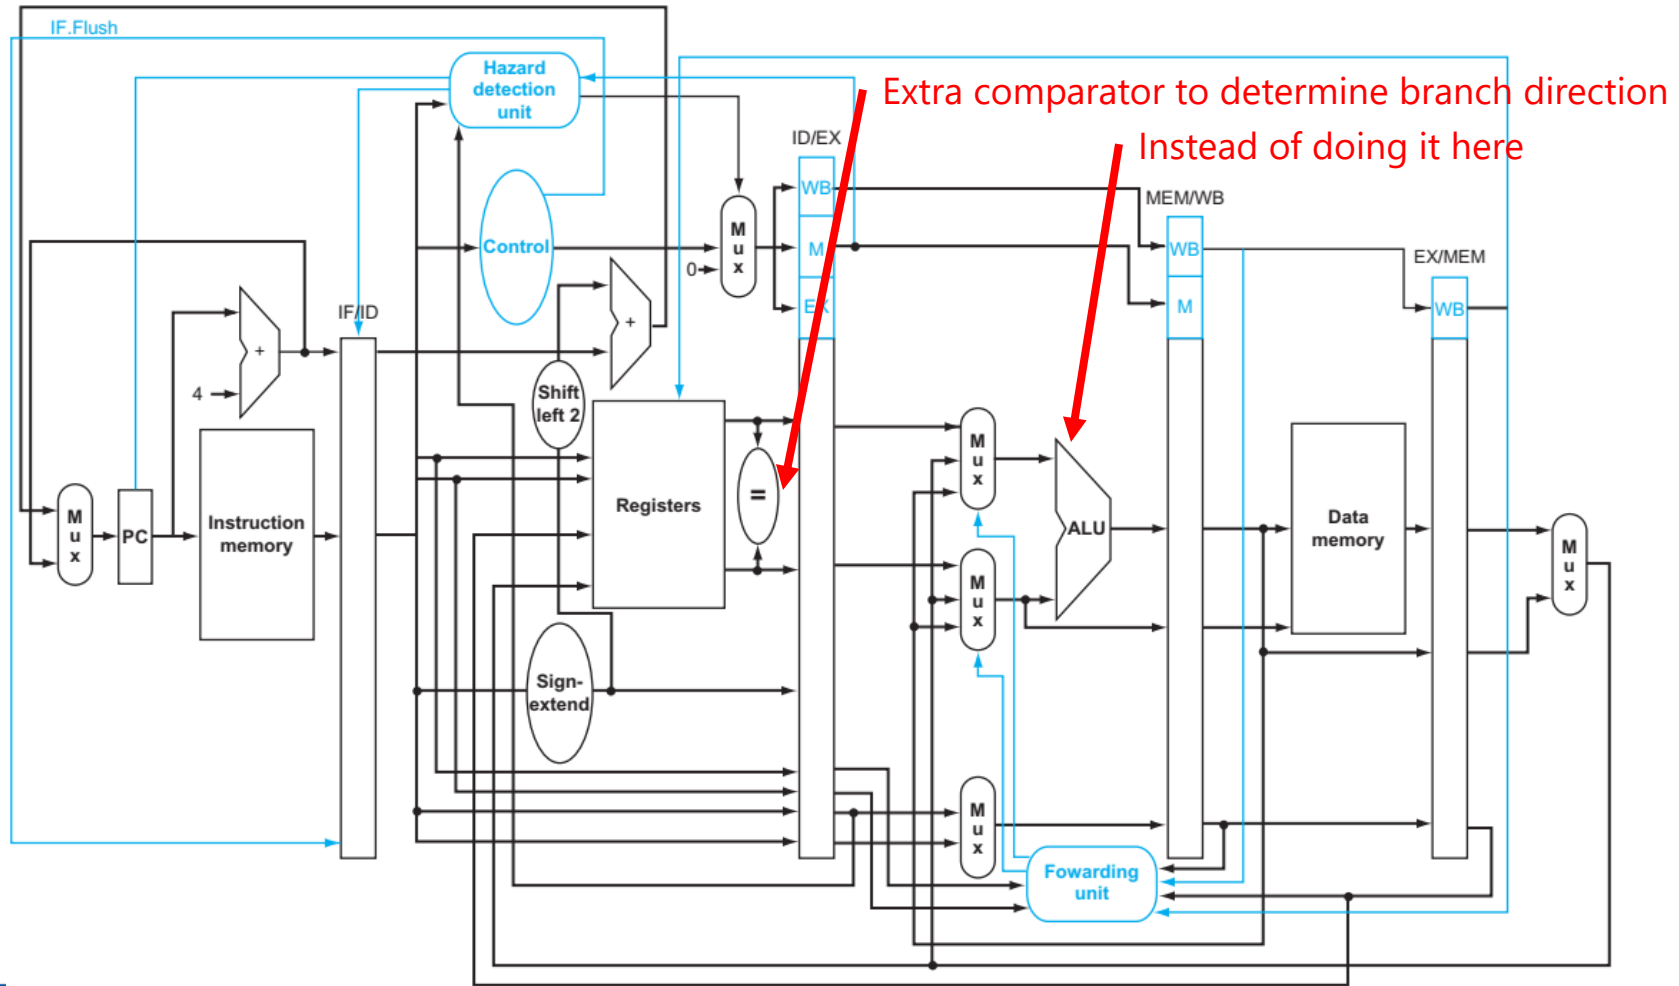 IF.Flush
Hazard
detection
unit
Extra comparator to determine branch direction
Instead of doing it here
ID/EX
WB
M
EX
MEM/WB
WB
M
EX/MEM
WB
Control
M
u
x
0
+
IF/ID
+
4
Shift
left 2
M
u
x
PC
Instruction
memory
Registers
=
M
u
x
M
u
x
ALU
Data
memory
M
u
x
Sign-
extend
M
u
x
Fowarding
unit